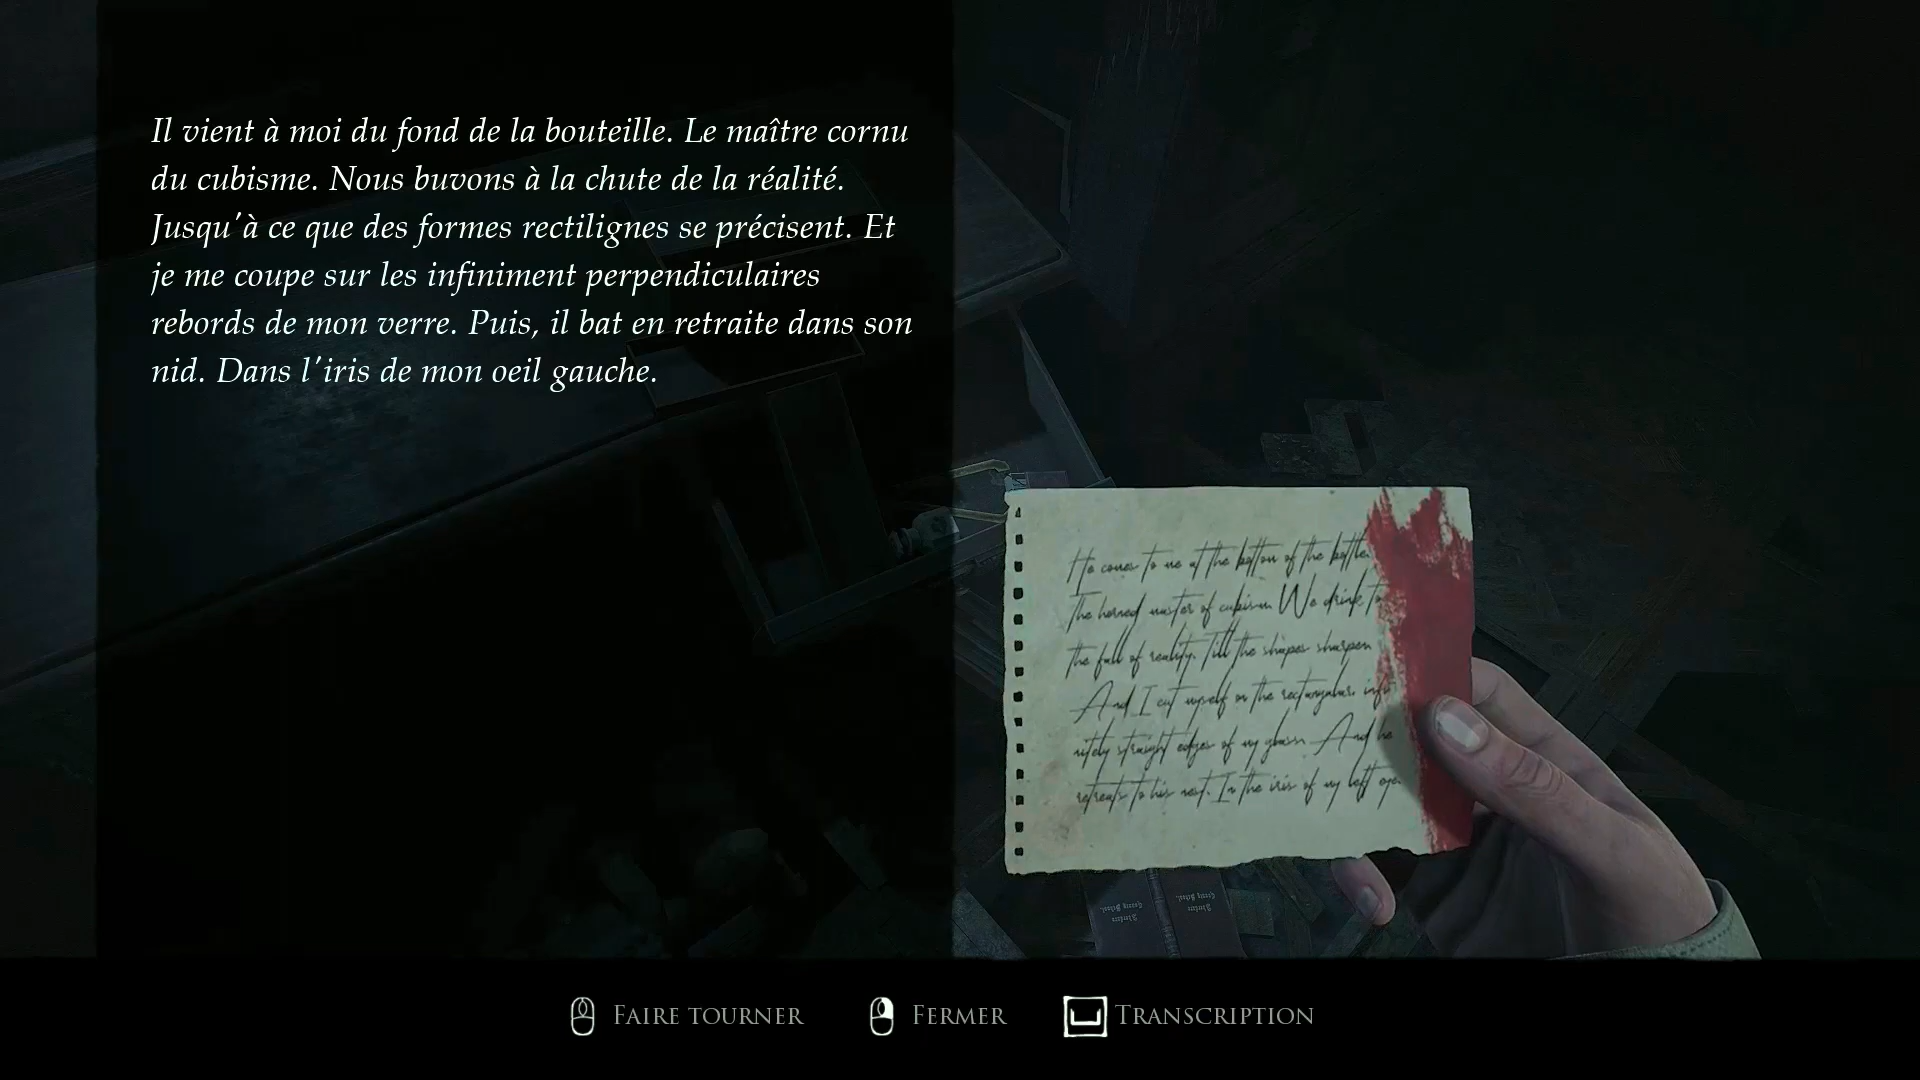 Il vient à moi du fond de la bouteille. Le maître cornu
du cubisme. Nous buvons à la chute de la réalité.
Jusqu'à ce que des formes rectilignes se précisent. Et
je me coupe sur les infiniment perpendiculaires
rebords de mon verre. Puis, il bat en retraite dans son
nid. Dans l'iris de mon oeil gauche.
He comes to me at the bottom of the bottle.
The horned master of cubism. We drink to
the fall of reality. Till the shapes sharpen.
And I cut myself on the rectangular, infi
nitely straight edges of my glass. And he
retreats to his nest. In the iris of my left eye.
FAIRE TOURNER
FERMER
TRANSCRIPTION